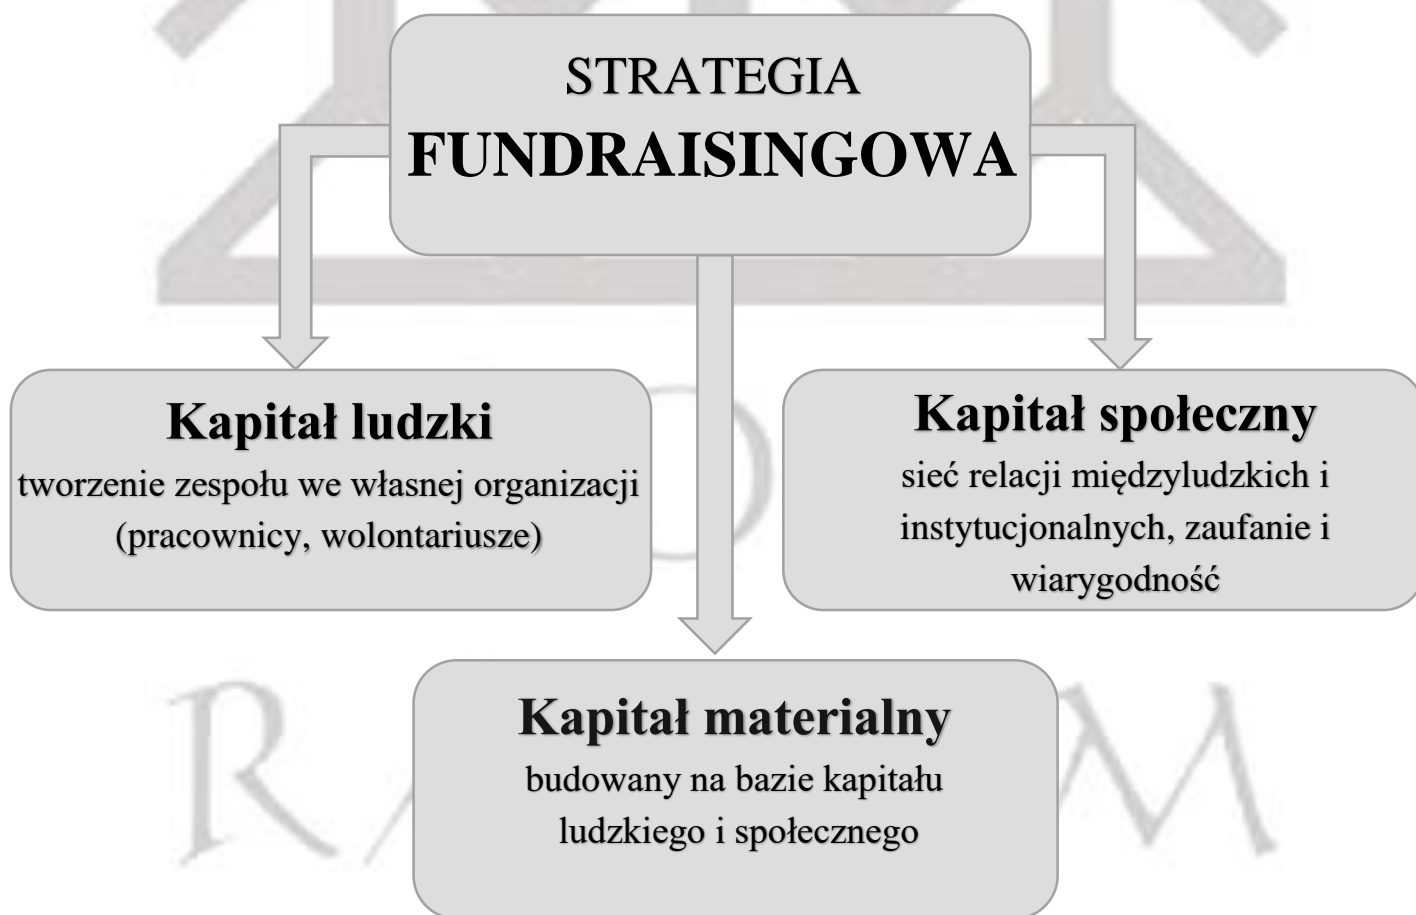 STRATEGIA
FUNDRAISINGOWA
Kapitał ludzki
tworzenie zespołu we własnej organizacji
(pracownicy, wolontariusze)
Kapitał społeczny
sieć relacji międzyludzkich i
instytucjonalnych, zaufanie i
wiarygodność
Kapitał materialny
budowany na bazie kapitału
ludzkiego i społecznego